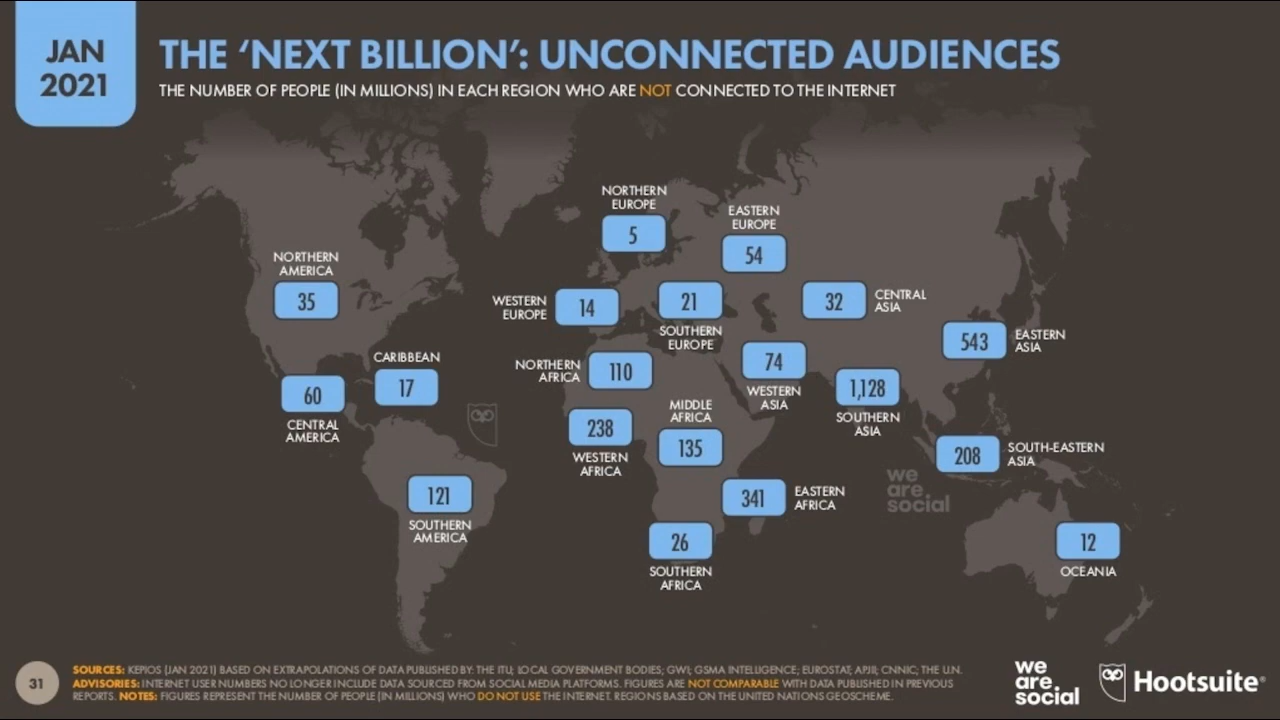 JAN
2021
THE ‘NEXT BILLION’: UNCONNECTED AUDIENCES
THE NUMBER OF PEOPLE (IN MILLIONS) IN EACH REGION WHO ARE NOT CONNECTED TO THE INTERNET
NORTHERN
EUROPE
5
EASTERN
EUROPE
54
NORTHERN
AMERICA
35
WESTERN
EUROPE
14
21
SOUTHERN
EUROPE
32
CENTRAL
ASIA
543
EASTERN
ASIA
CARIBBEAN
17
NORTHERN
AFRICA
110
74
WESTERN
ASIA
1,128
SOUTHERN
ASIA
60
CENTRAL
AMERICA
238
WESTERN
AFRICA
MIDDLE
AFRICA
135
208
SOUTH-EASTERN
ASIA
we
are
social
121
SOUTHERN
AMERICA
341
EASTERN
AFRICA
26
SOUTHERN
AFRICA
12
OCEANIA
31
SOURCES: KEPIOS (JAN 2021) BASED ON EXTRAPOLATIONS OF DATA PUBLISHED BY: THE ITU; LOCAL GOVERNMENT BODIES; GWI; GSMA INTELLIGENCE; EUROSTAT; APJII; CNNIC; THE U.N.
ADVISORIES: INTERNET USER NUMBERS NO LONGER INCLUDE DATA SOURCED FROM SOCIAL MEDIA PLATFORMS. FIGURES ARE NOT COMPARABLE WITH DATA PUBLISHED IN PREVIOUS
REPORTS. NOTES: FIGURES REPRESENT THE NUMBER OF PEOPLE (IN MILLIONS) WHO DO NOT USE THE INTERNET. REGIONS BASED ON THE UNITED NATIONS GEOSCHEME.
we
are
social
Hootsuite®